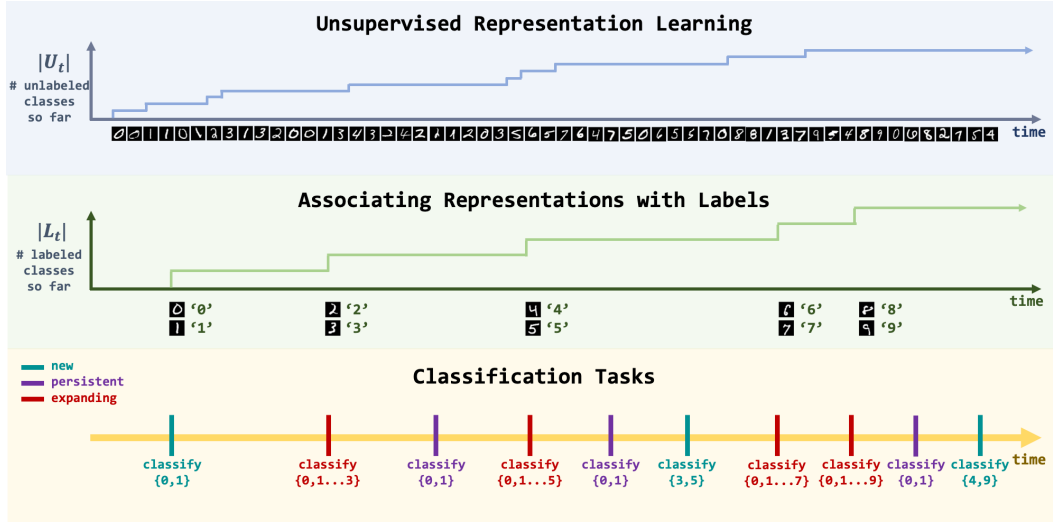 Unsupervised Representation Learning
|Uₜ|
# unlabeled
classes
so far
time
Associating Representations with Labels
|Lₜ|
# labeled
classes
so far
time
‘0’ ‘2’ ‘4’ ‘6’ ‘8’
‘1’ ‘3’ ‘5’ ‘7’ ‘9’
new
persistent
expanding
Classification Tasks
time
classify classify classify classify classify classify classify classify classify classify
{0,1} {0,1...3} {0,1} {0,1...5} {0,1} {3,5} {0,1...7} {0,1...9} {0,1} {4,9}